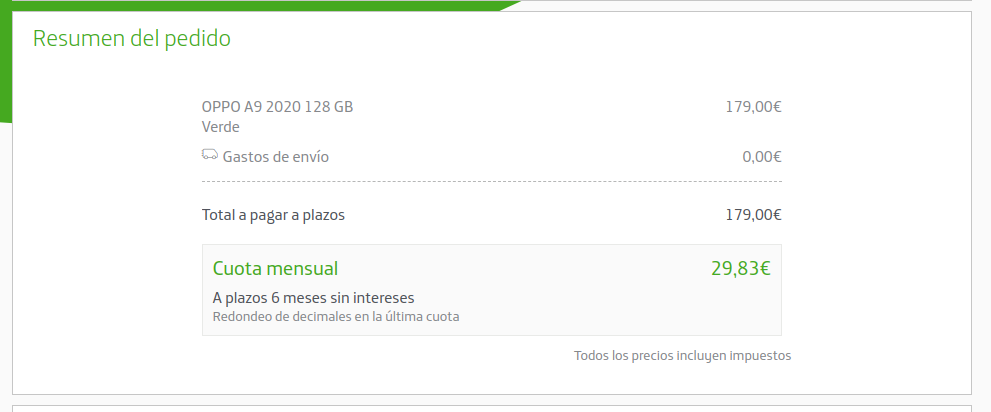 Resumen del pedido
OPPO A9 2020 128 GB 179,00€
Verde
Gastos de envío 0,00€
Total a pagar a plazos 179,00€
Cuota mensual 29,83€
A plazos 6 meses sin intereses
Redondeo de decimales en la última cuota
Todos los precios incluyen impuestos